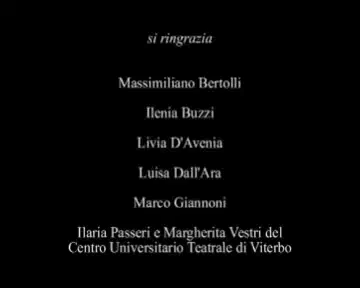 si ringrazia
Massimiliano Bertolli
Ilenia Buzzi
Livia D'Avenia
Luisa Dall'Ara
Marco Giannoni
Ilaria Passeri e Margherita Vestri del
Centro Universitario Teatrale di Viterbo